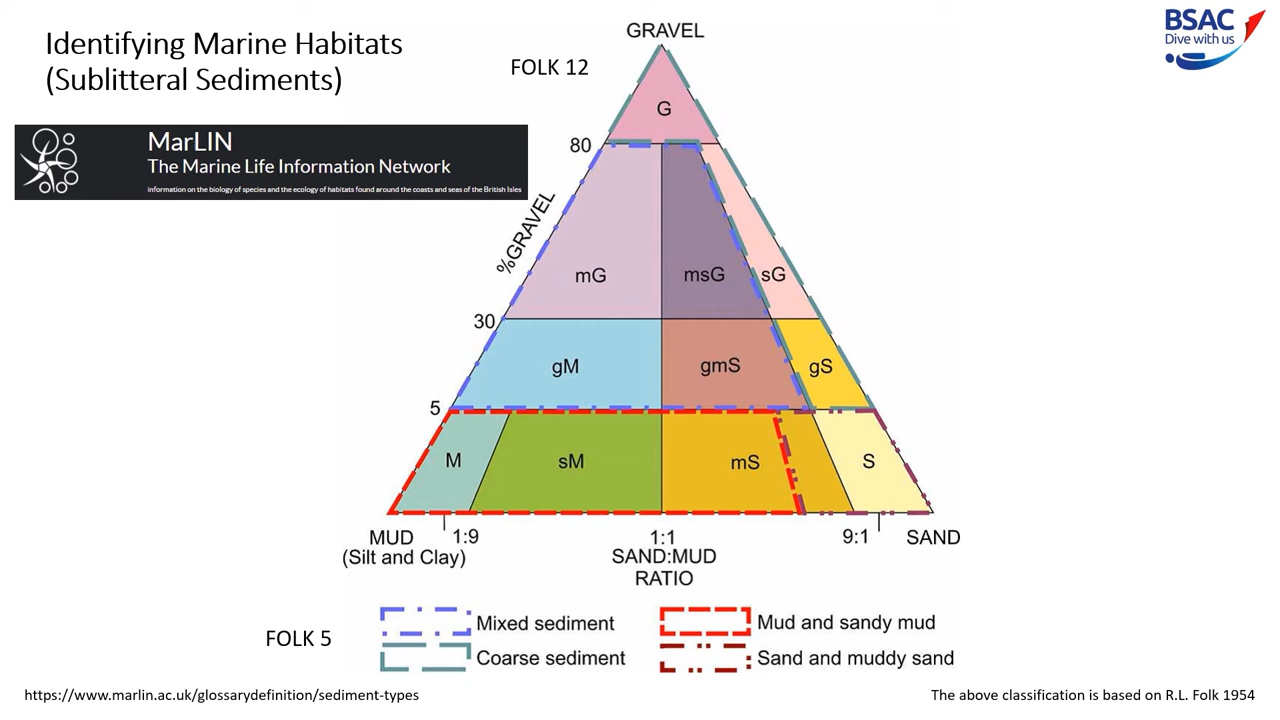 Identifying Marine Habitats
(Sublitteral Sediments)
BSAC
Dive with us
MarLIN
The Marine Life Information Network
information on the biology of species and the ecology of habitats found around the coasts and seas of the British Isles
GRAVEL
FOLK 12
G
80
%GRAVEL
mG
msG
sG
30
gM
gmS
gS
5
M
sM
mS
S
MUD
(Silt and Clay)
1:9
1:1
SAND:MUD
RATIO
9:1
SAND
FOLK 5
Mixed sediment
Mud and sandy mud
Coarse sediment
Sand and muddy sand
https://www.marlin.ac.uk/glossarydefinition/sediment-types
The above classification is based on R.L. Folk 1954